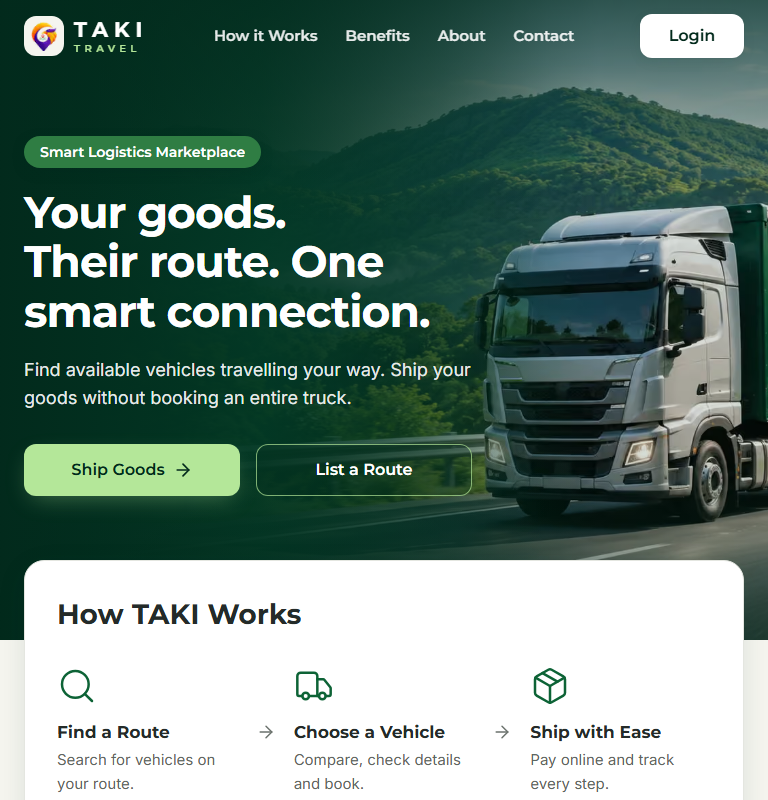 TAKI
TRAVEL
How it Works
Benefits
About
Contact
Login
Smart Logistics Marketplace
Your goods.
Their route. One
smart connection.
Find available vehicles travelling your way. Ship your
goods without booking an entire truck.
Ship Goods
List a Route
How TAKI Works
Find a Route
Search for vehicles on
your route.
Choose a Vehicle
Compare, check details
and book.
Ship with Ease
Pay online and track
every step.